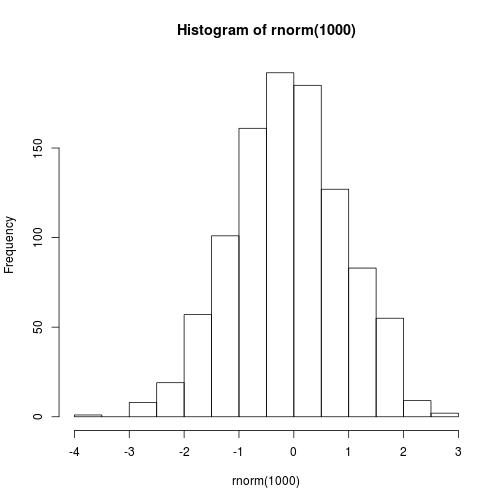 Histogram of rnorm(1000)
Frequency
150
100
50
0
-4 -3 -2 -1 0 1 2 3
rnorm(1000)